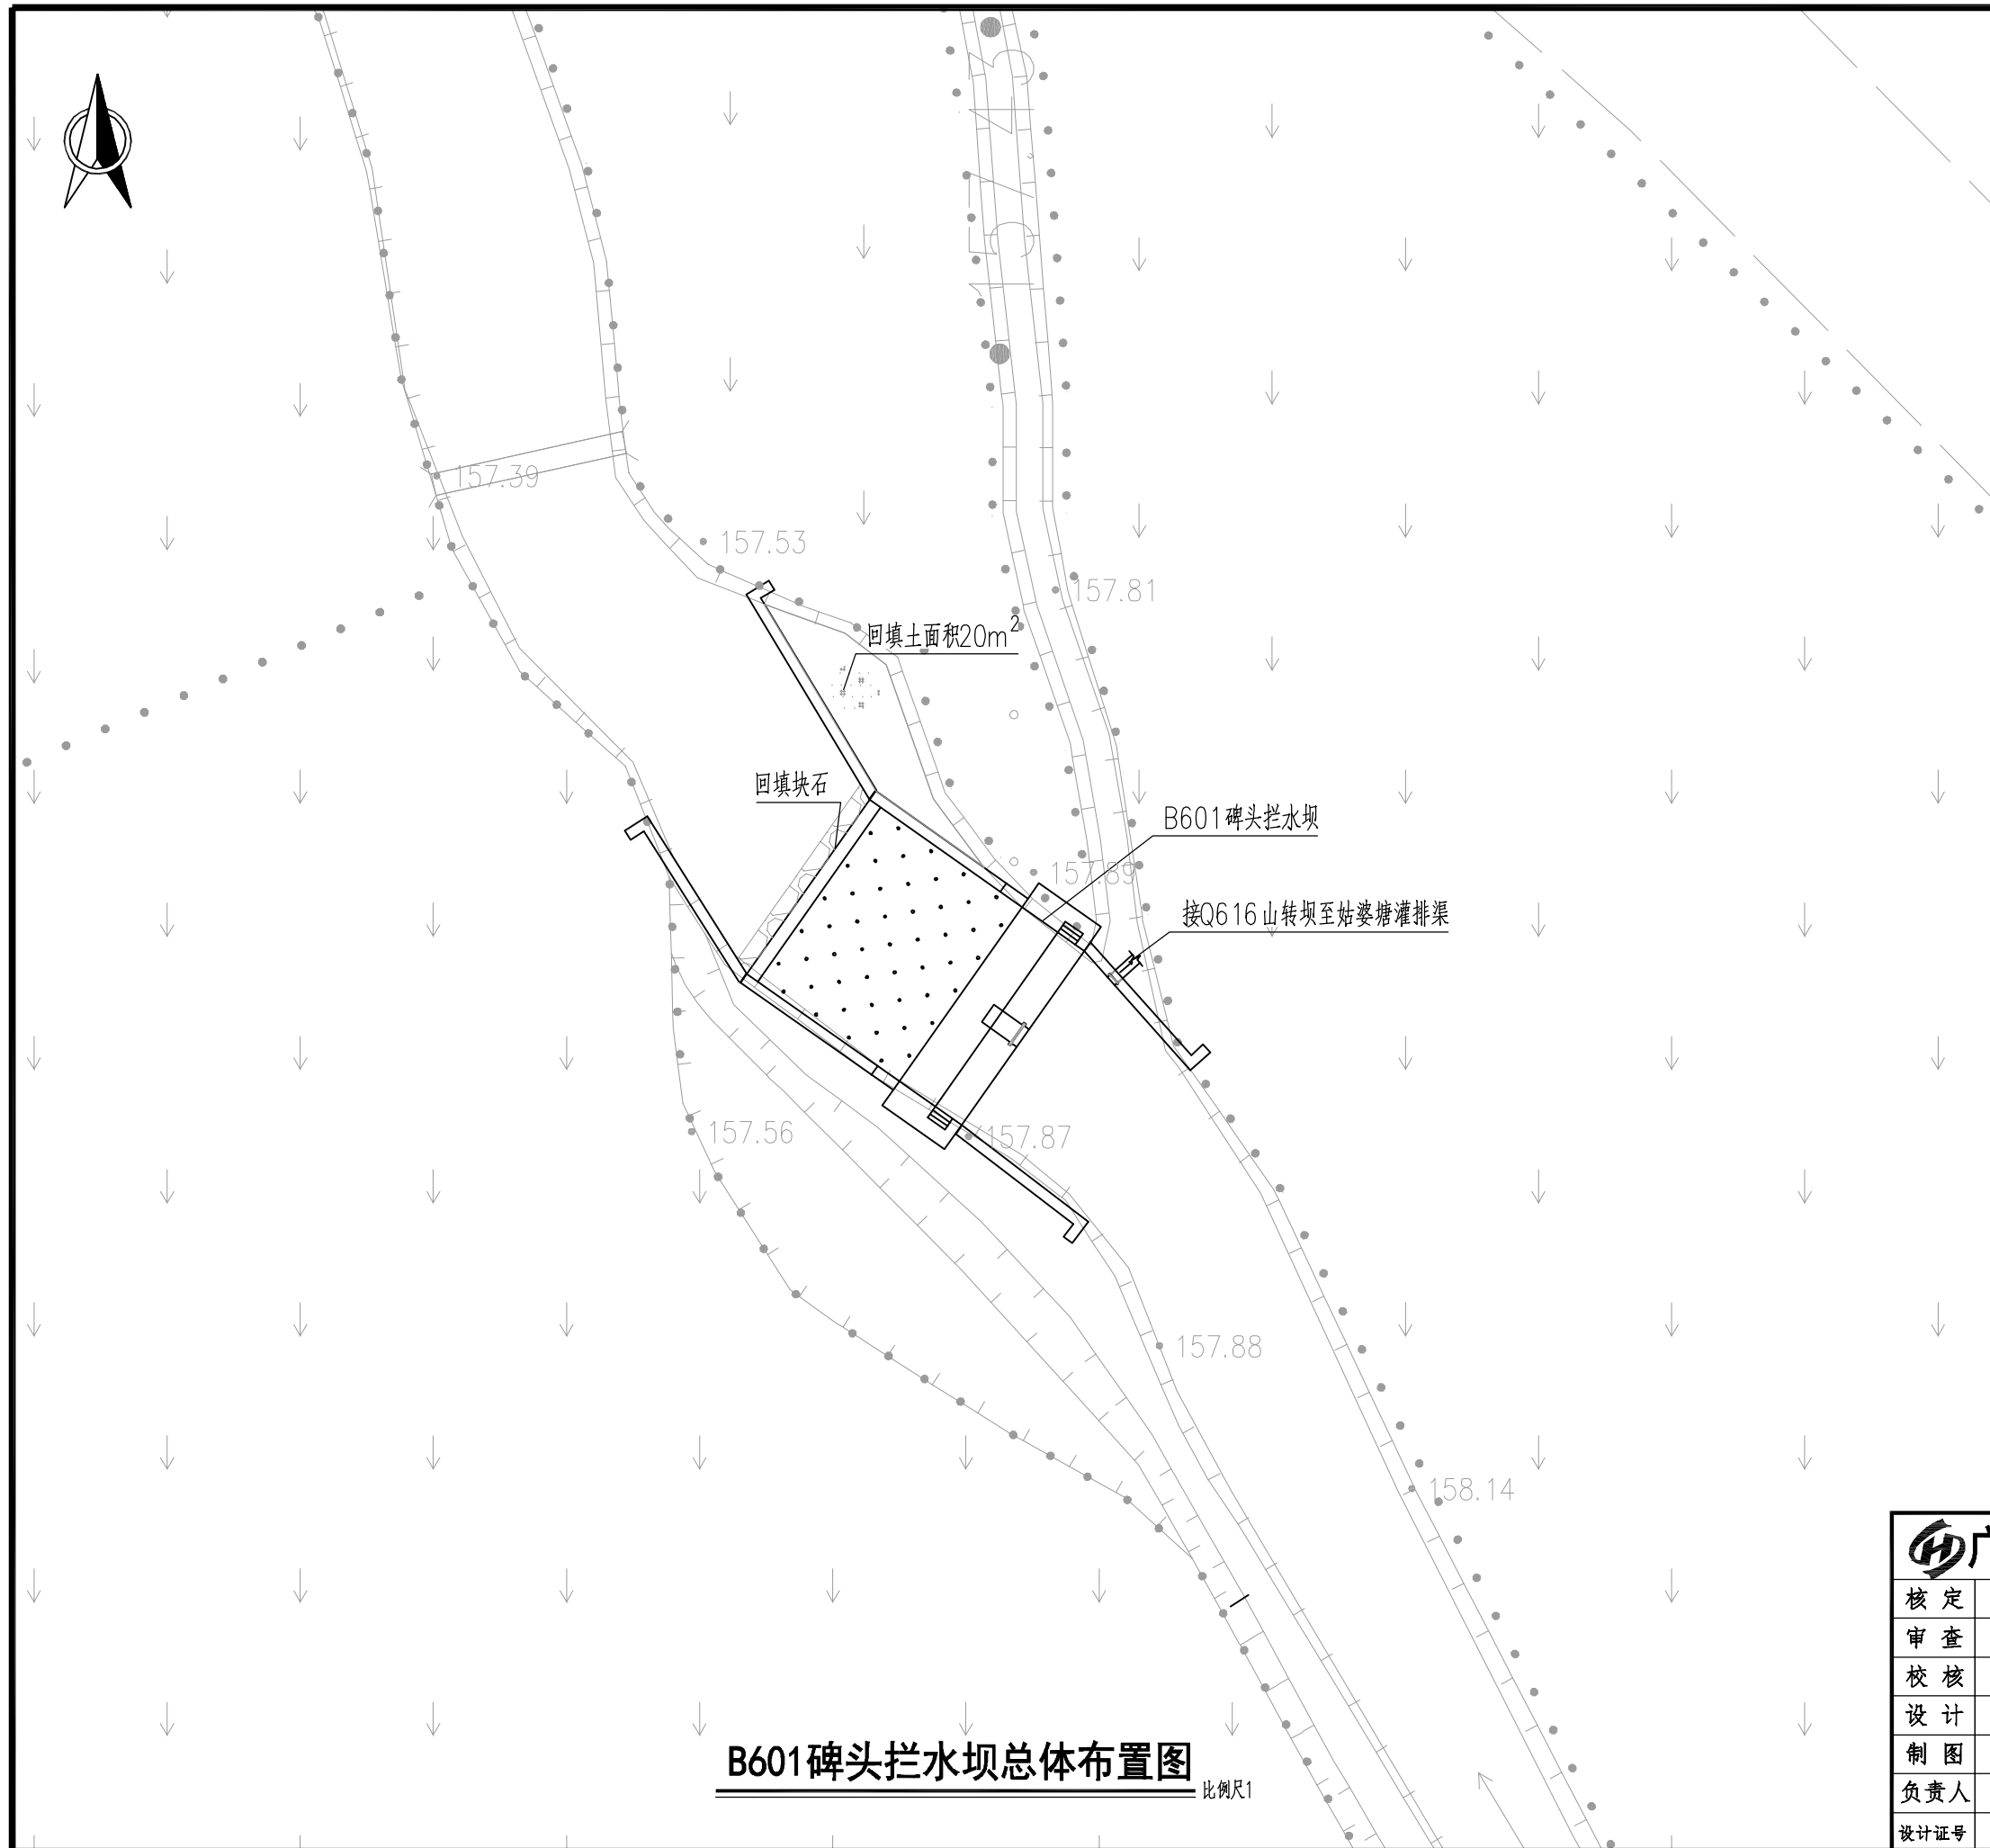 157.39
157.53
157.81
回填土面积20m²
回填块石
B601碑头拦水坝
157.89
接Q616山转坝至姑婆塘灌排渠
157.56
157.87
157.88
158.14
广
核 定
审 查
校 核
设 计
制 图
负责人
设计证号
B601碑头拦水坝总体布置图
比例尺1